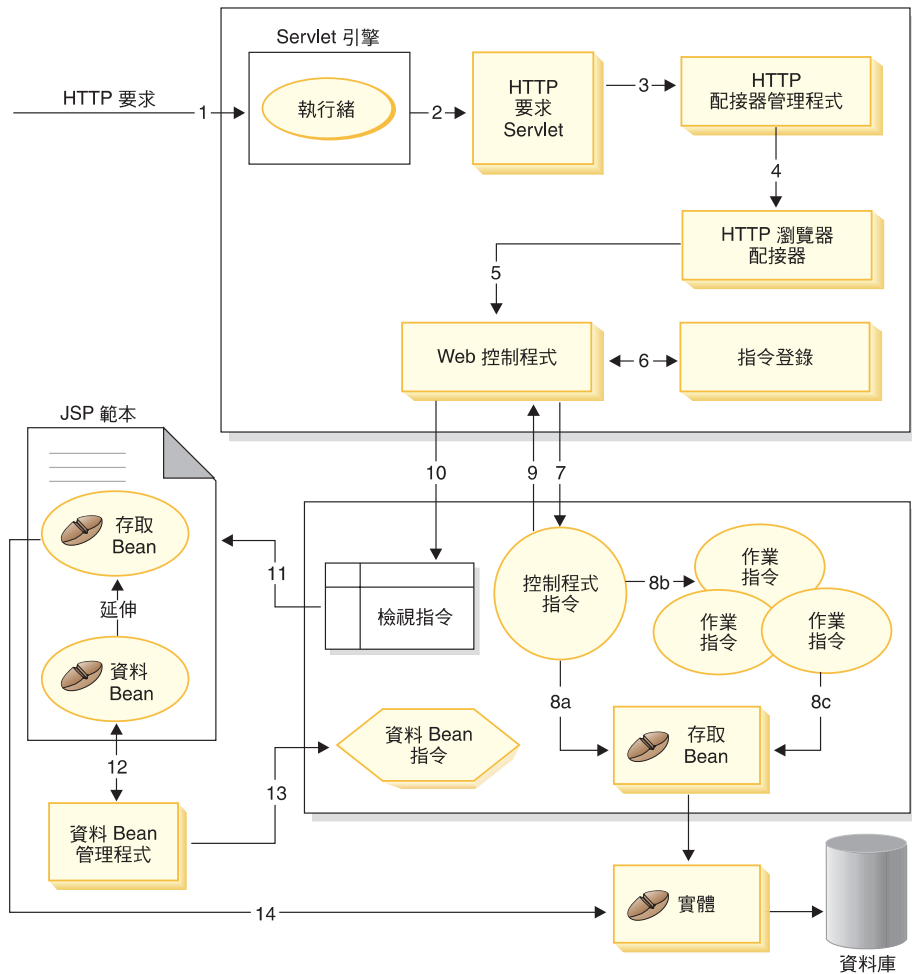 Servlet 引擎
HTTP 要求
1
執行緒
2
HTTP
要求
Servlet
3
HTTP
配接器管理程式
4
HTTP 瀏覽器
配接器
5
Web 控制程式
6
指令登錄
JSP 範本
10
9
7
存取
Bean
延伸
資料
Bean
11
檢視指令
控制程式
指令
8b
作業
指令
作業
指令
作業
指令
8a
8c
12
資料 Bean
指令
13
存取
Bean
資料 Bean
管理程式
14
實體
資料庫